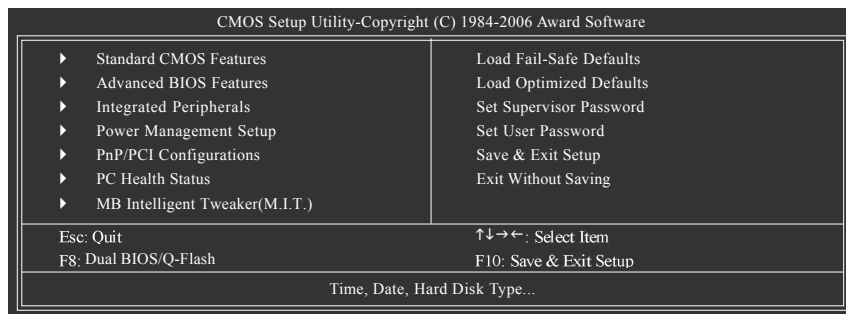 CMOS Setup Utility-Copyright (C) 1984-2006 Award Software
Standard CMOS Features
Advanced BIOS Features
Integrated Peripherals
Power Management Setup
PnP/PCI Configurations
PC Health Status
MB Intelligent Tweaker(M.I.T.)
Load Fail-Safe Defaults
Load Optimized Defaults
Set Supervisor Password
Set User Password
Save & Exit Setup
Exit Without Saving
Esc: Quit
↑↓→←: Select Item
F8: Dual BIOS/Q-Flash
F10: Save & Exit Setup
Time, Date, Hard Disk Type...